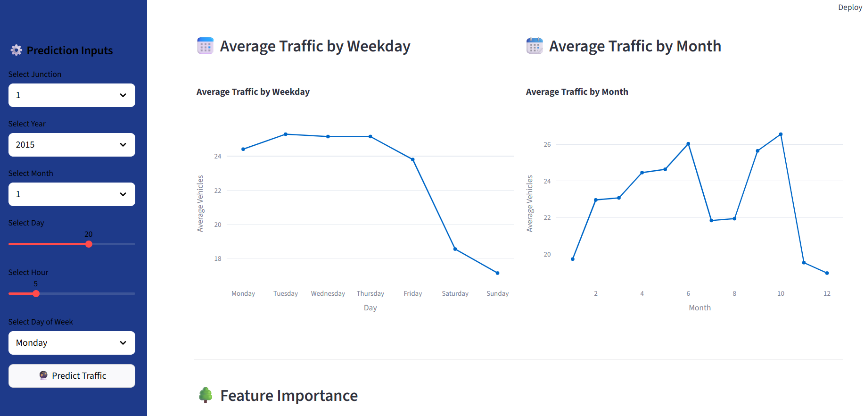 Deploy
Prediction Inputs
Select Junction
1
Select Year
2015
Select Month
1
Select Day
20
Select Hour
5
Select Day of Week
Monday
Predict Traffic
Average Traffic by Weekday
Average Traffic by Weekday
24
22
20
18
Average Vehicles
Monday Tuesday Wednesday Thursday Friday Saturday Sunday
Day
Average Traffic by Month
Average Traffic by Month
26
24
22
20
Average Vehicles
2 4 6 8 10 12
Month
Feature Importance